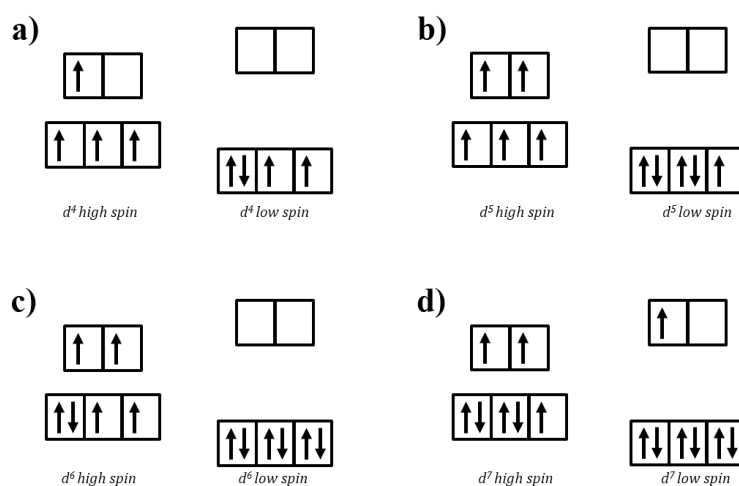 a)
b)
d⁴ high spin
d⁴ low spin
d⁵ high spin
d⁵ low spin
c)
d)
d⁶ high spin
d⁶ low spin
d⁷ high spin
d⁷ low spin